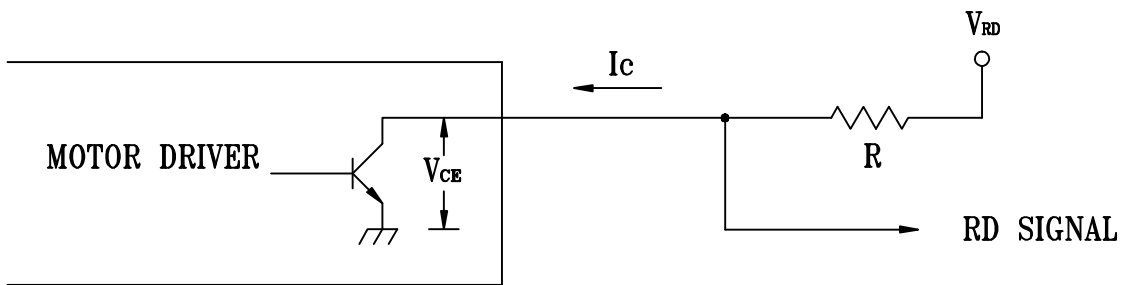 VRD
Ic
MOTOR DRIVER
VCE
R
RD SIGNAL